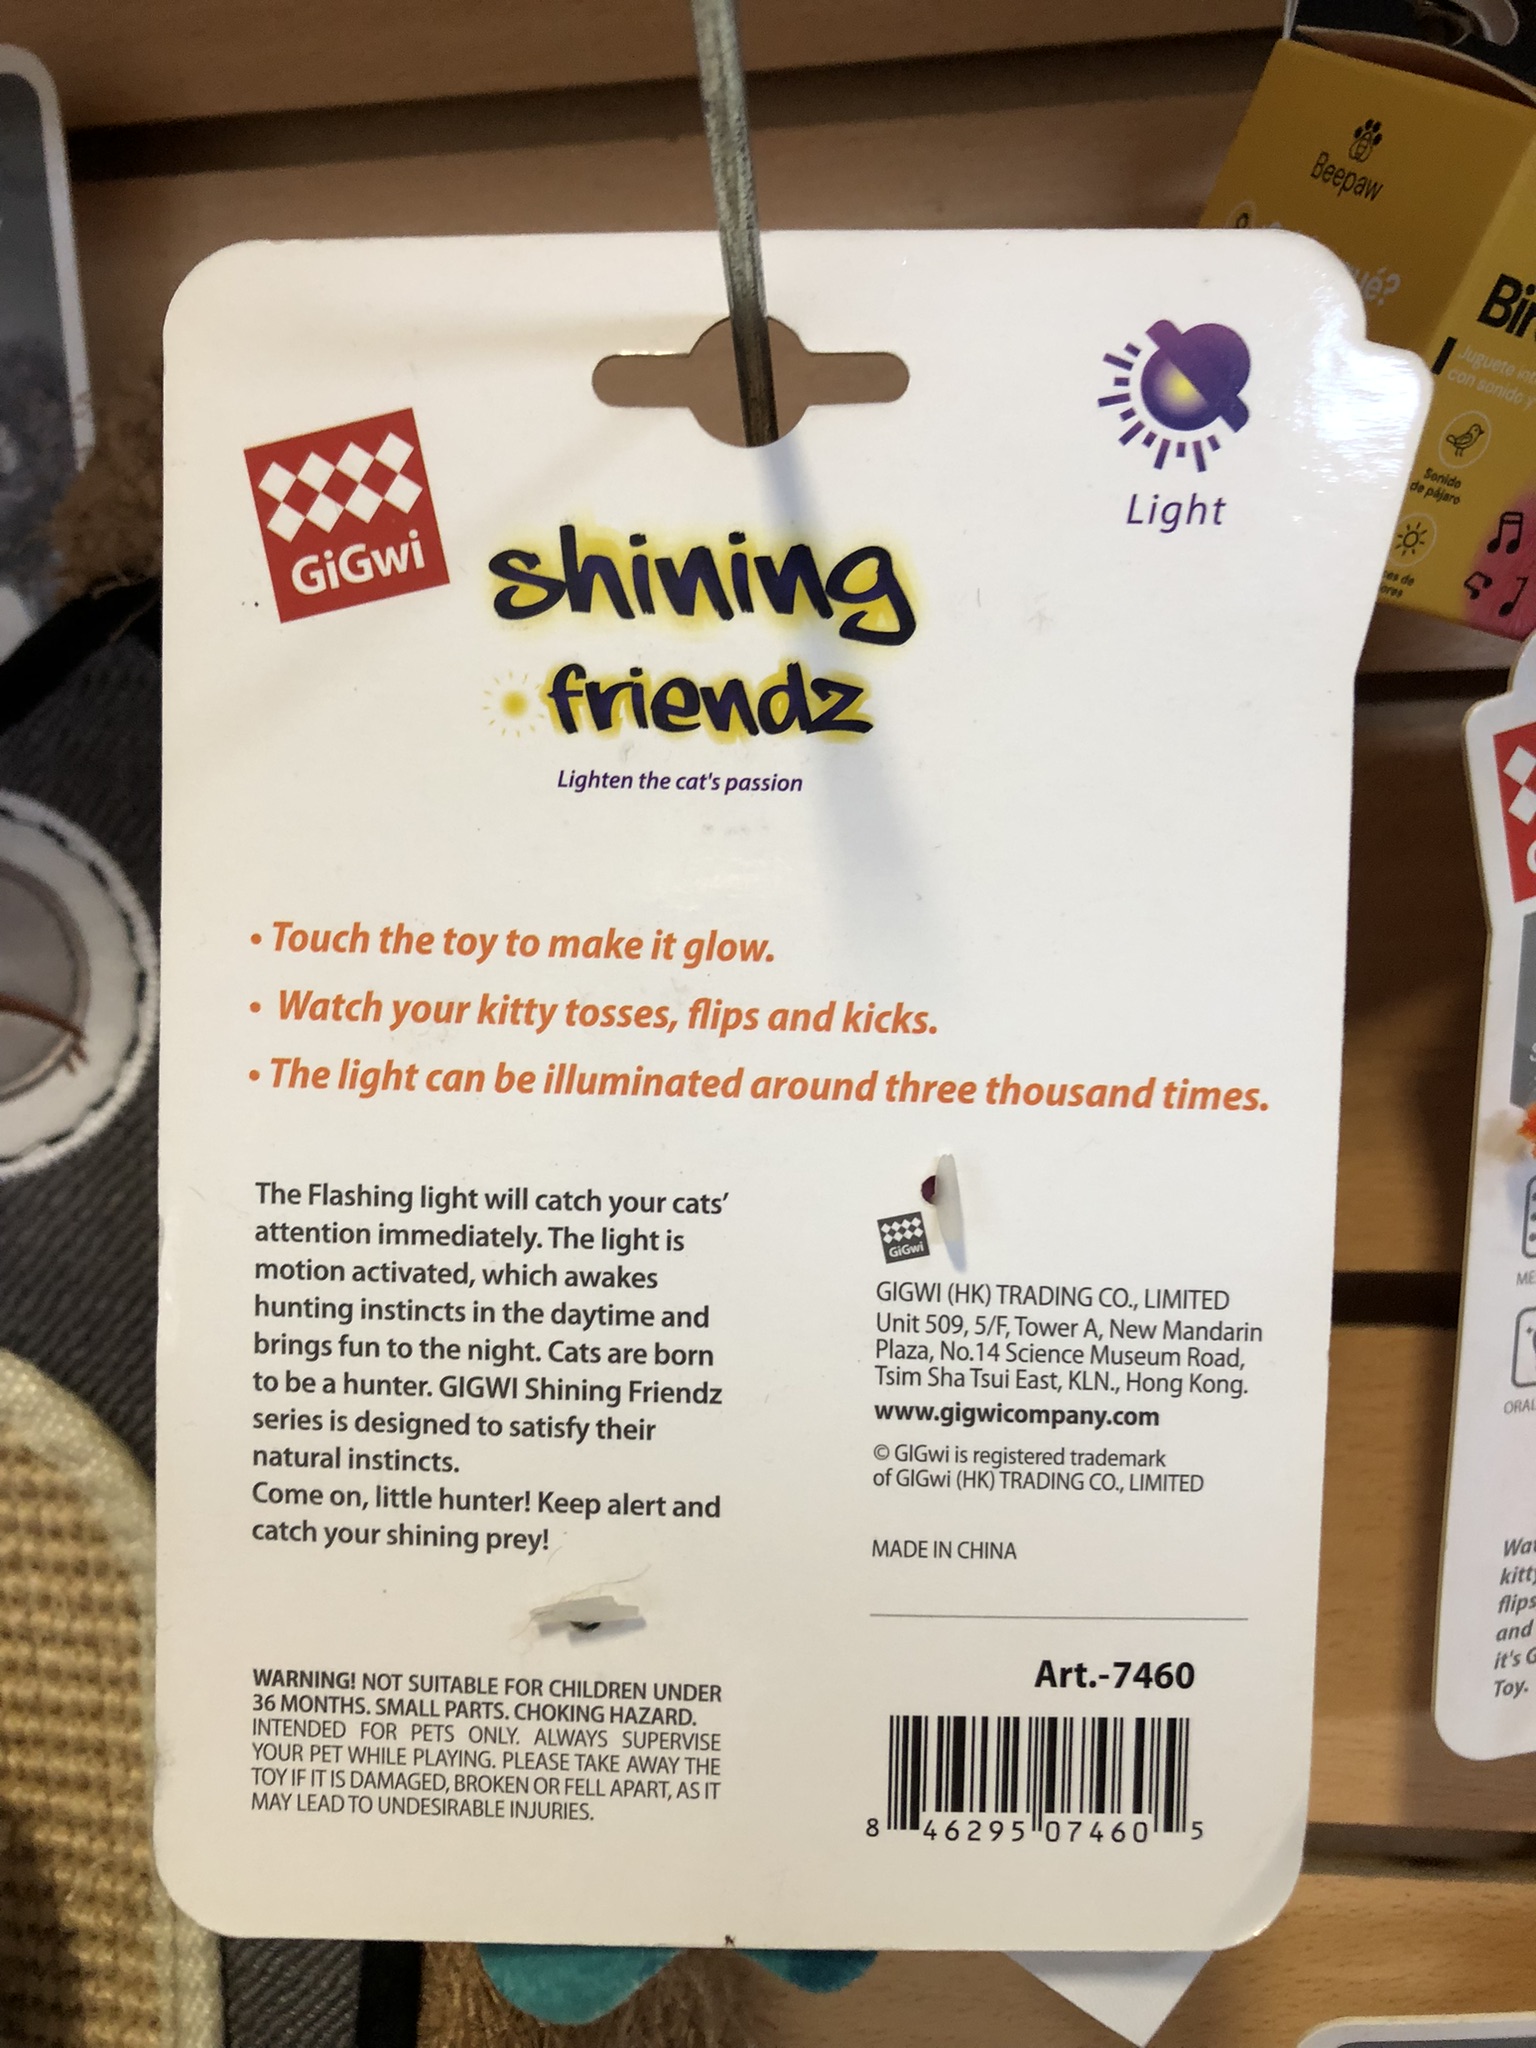 Beepaw
ué?
Juguete
con sonido y
Sonido
de pájaro
Light
GiGwi
shining
friendz
Lighten the cat's passion
• Touch the toy to make it glow.
• Watch your kitty tosses, flips and kicks.
• The light can be illuminated around three thousand times.
The Flashing light will catch your cats’
attention immediately. The light is
motion activated, which awakes
hunting instincts in the daytime and
brings fun to the night. Cats are born
to be a hunter. GIGWI Shining Friendz
series is designed to satisfy their
natural instincts.
Come on, little hunter! Keep alert and
catch your shining prey!
WARNING! NOT SUITABLE FOR CHILDREN UNDER
36 MONTHS. SMALL PARTS. CHOKING HAZARD.
INTENDED FOR PETS ONLY. ALWAYS SUPERVISE
YOUR PET WHILE PLAYING. PLEASE TAKE AWAY THE
TOY IF IT IS DAMAGED, BROKEN OR FELL APART, AS IT
MAY LEAD TO UNDESIRABLE INJURIES.
GiGwi
GIGWI (HK) TRADING CO., LIMITED
Unit 509, 5/F, Tower A, New Mandarin
Plaza, No.14 Science Museum Road,
Tsim Sha Tsui East, KLN., Hong Kong.
www.gigwicompany.com
© GIGwi is registered trademark
of GIGwi (HK) TRADING CO., LIMITED
MADE IN CHINA
Art.-7460
8 46295 07460 5
kitty
flips
and
it's G
Toy.